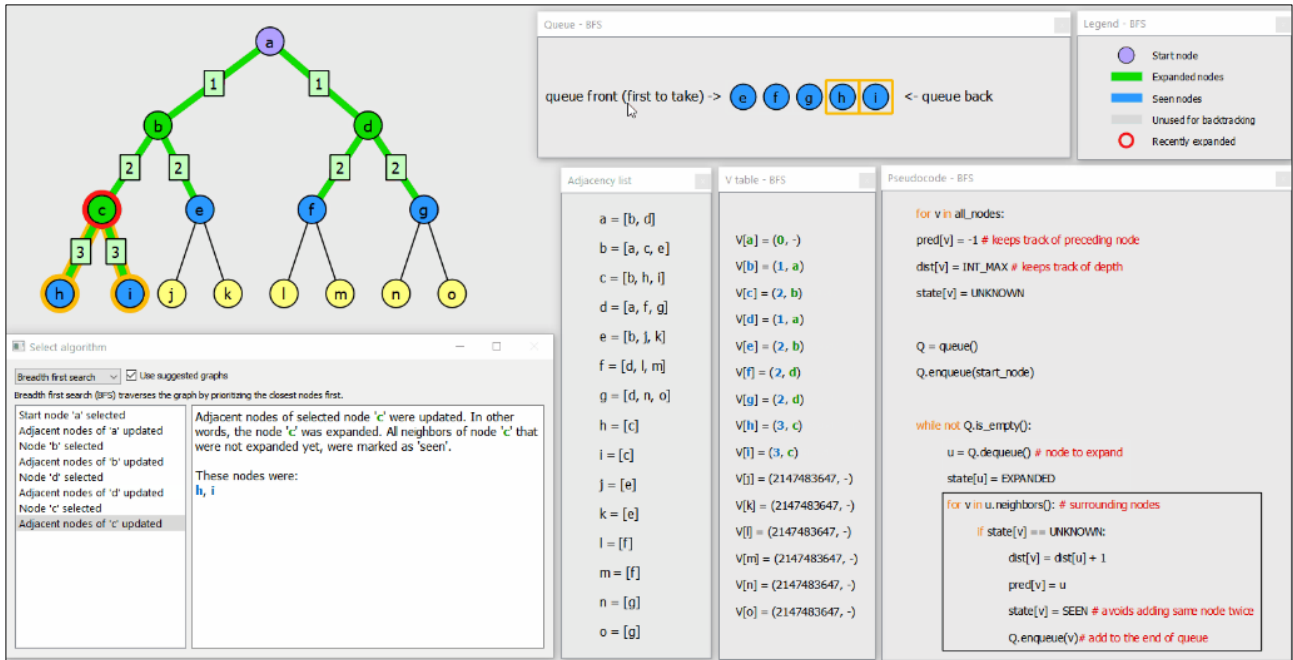 a
1
1
b
d
2
2
2
2
c
e
f
g
3
3
h
i
j
k
l
m
n
o
Queue - BFS
queue front (first to take) -> e f g h i <- queue back
Legend - BFS
Start node
Expanded nodes
Seen nodes
Unused for backtracking
Recently expanded
Select algorithm
Breadth first search
Use suggested graphs
Breadth first search (BFS) traverses the graph by prioritizing the closest nodes first.
Start node 'a' selected
Adjacent nodes of 'a' updated
Node 'b' selected
Adjacent nodes of 'b' updated
Node 'd' selected
Adjacent nodes of 'd' updated
Node 'c' selected
Adjacent nodes of 'c' updated
Adjacent nodes of selected node 'c' were updated. In other
words, the node 'c' was expanded. All neighbors of node 'c' that
were not expanded yet, were marked as 'seen'.
These nodes were:
h, i
Adjacency list
a = [b, d]
b = [a, c, e]
c = [b, h, i]
d = [a, f, g]
e = [b, j, k]
f = [d, l, m]
g = [d, n, o]
h = [c]
i = [c]
j = [e]
k = [e]
l = [f]
m = [f]
n = [g]
o = [g]
V table - BFS
V[a] = (0, -)
V[b] = (1, a)
V[c] = (2, b)
V[d] = (1, a)
V[e] = (2, b)
V[f] = (2, d)
V[g] = (2, d)
V[h] = (3, c)
V[i] = (3, c)
V[j] = (2147483647, -)
V[k] = (2147483647, -)
V[l] = (2147483647, -)
V[m] = (2147483647, -)
V[n] = (2147483647, -)
V[o] = (2147483647, -)
Pseudocode - BFS
for v in all_nodes:
pred[v] = -1 # keeps track of preceding node
dist[v] = INT_MAX # keeps track of depth
state[v] = UNKNOWN
Q = queue()
Q.enqueue(start_node)
while not Q.is_empty():
u = Q.dequeue() # node to expand
state[u] = EXPANDED
for v in u.neighbors(): # surrounding nodes
if state[v] == UNKNOWN:
dist[v] = dist[u] + 1
pred[v] = u
state[v] = SEEN # avoids adding same node twice
Q.enqueue(v)# add to the end of queue